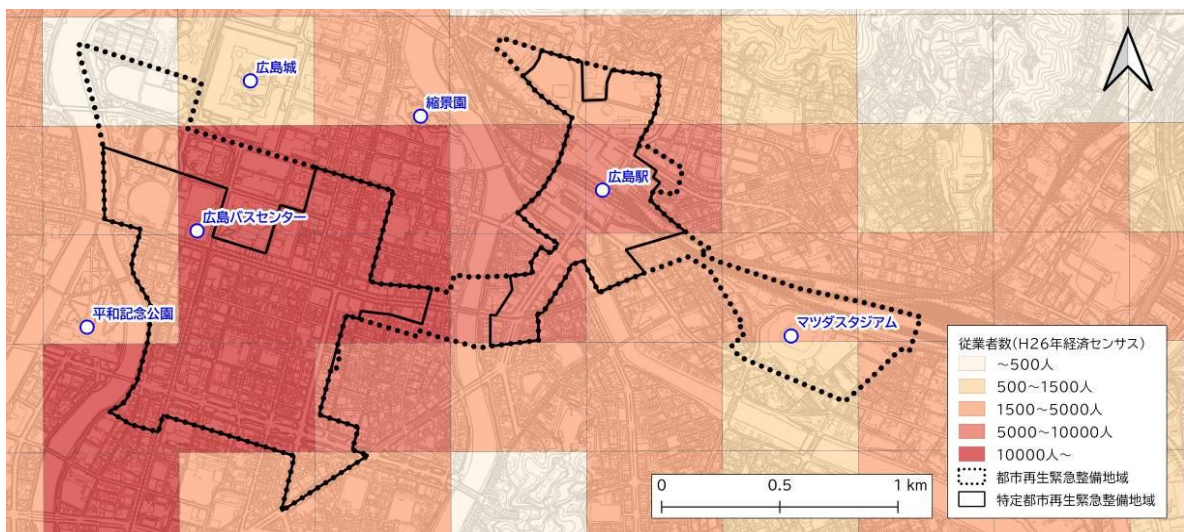 広島城
縮景園
広島駅
広島バスセンター
平和記念公園
マツダスタジアム
従業者数(H26年経済センサス)
～500人
500～1500人
1500～5000人
5000～10000人
10000人～
都市再生緊急整備地域
特定都市再生緊急整備地域
0 0.5 1 km